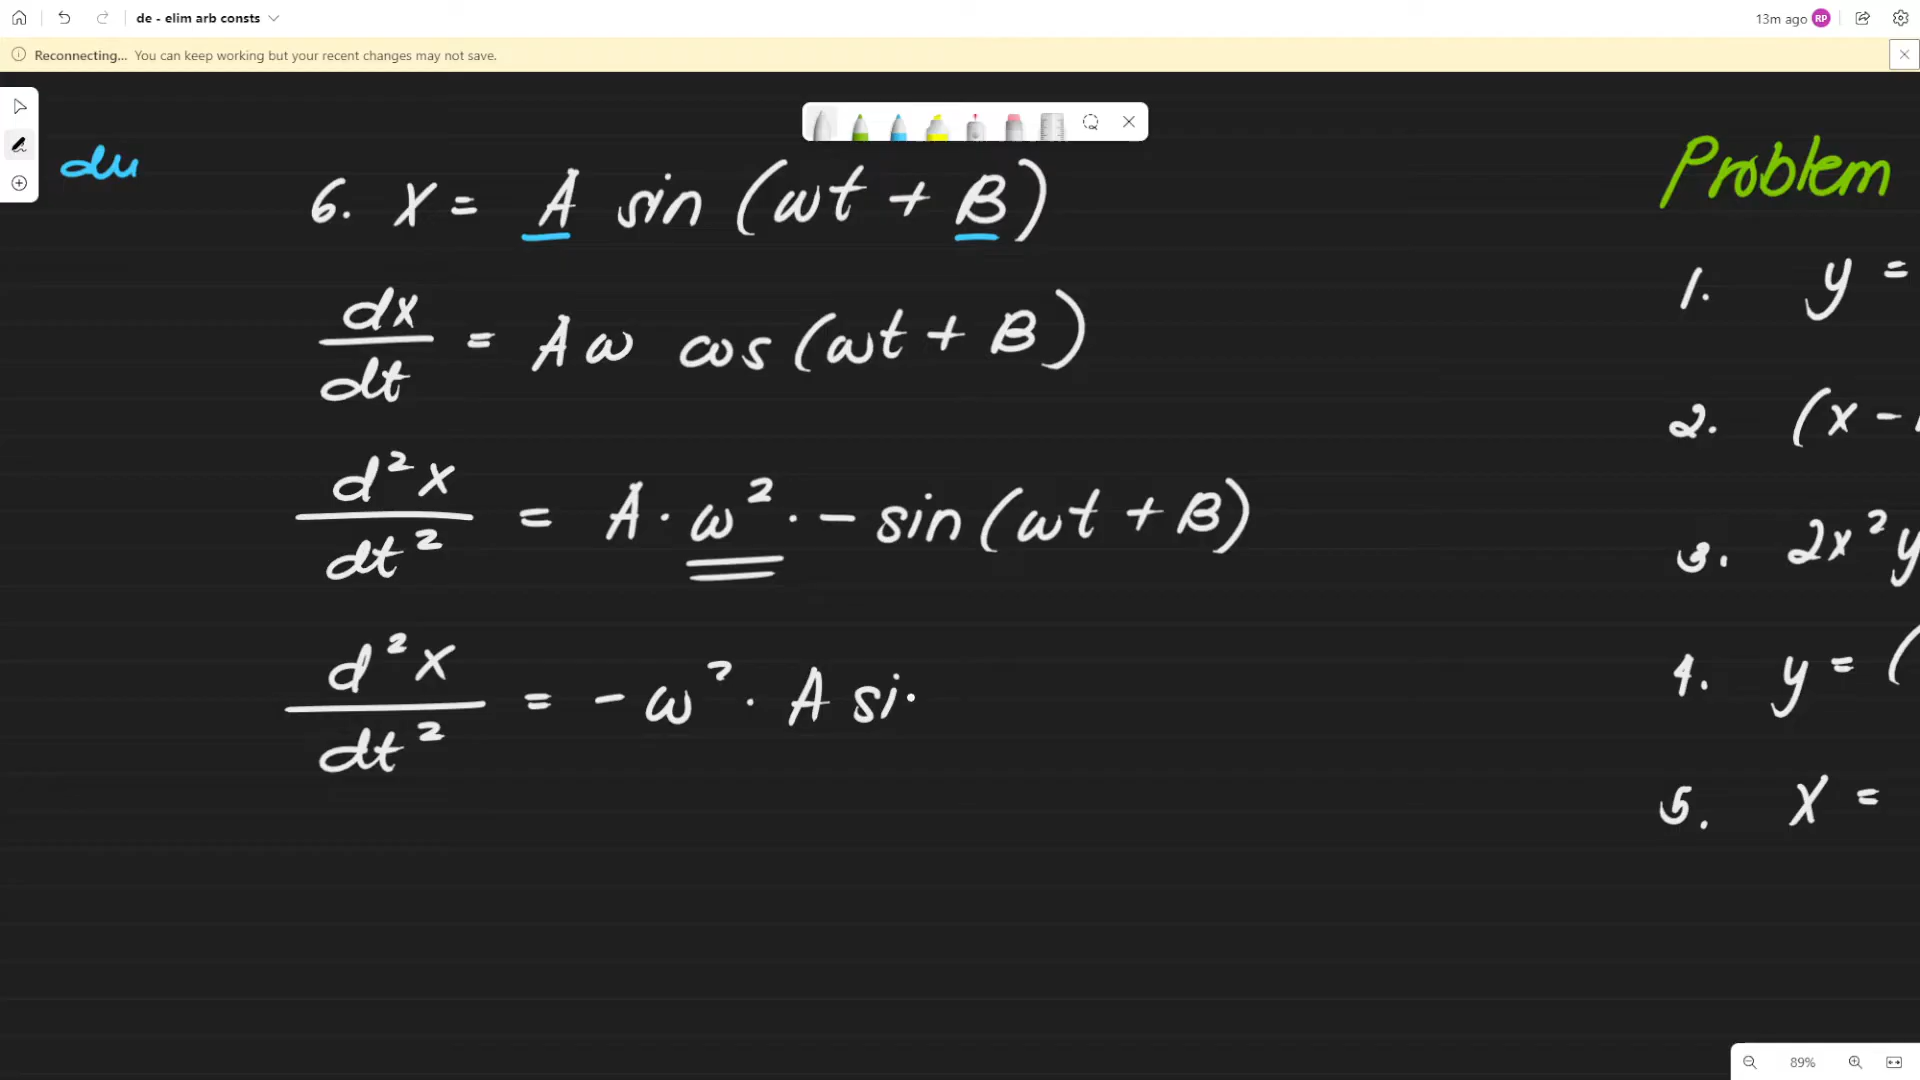 de - elim arb consts
13m ago RP
Reconnecting... You can keep working but your recent changes may not save.
du
6. x = A sin (ωt + B)
dx/dt = Aω cos (ωt + B)
d²x/dt² = A · ω² · - sin (ωt + B)
d²x/dt² = - ω² · A si
Problem
1. y =
2. (x -
3. 2x²y
4. y = (
5. x =
89%